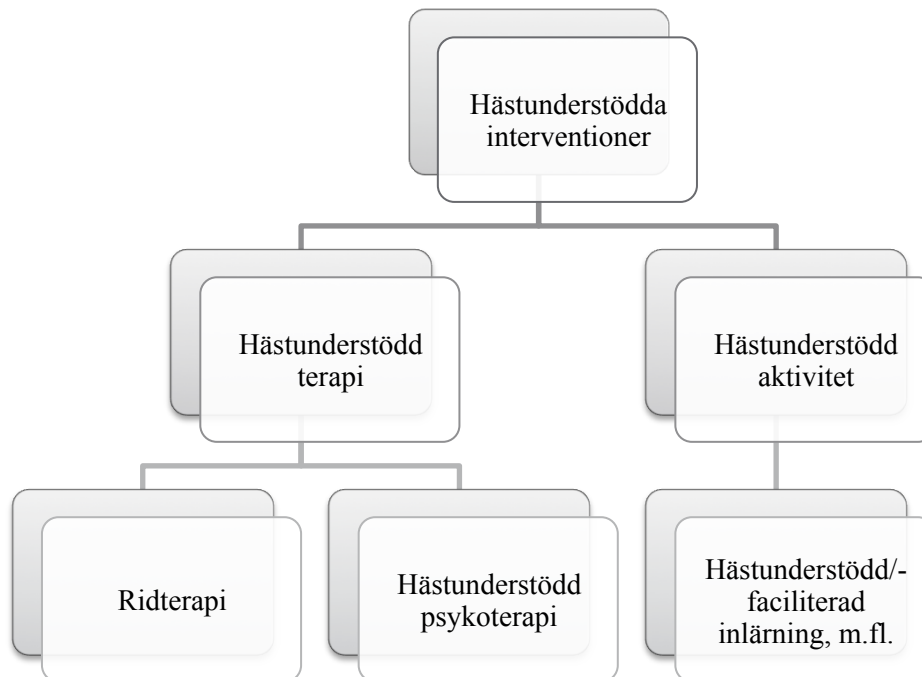 Hästunderstödda
interventioner
Hästunderstödd
terapi
Hästunderstödd
aktivitet
Ridterapi
Hästunderstödd
psykoterapi
Hästunderstödd/-
faciliterad
inlärning, m.fl.